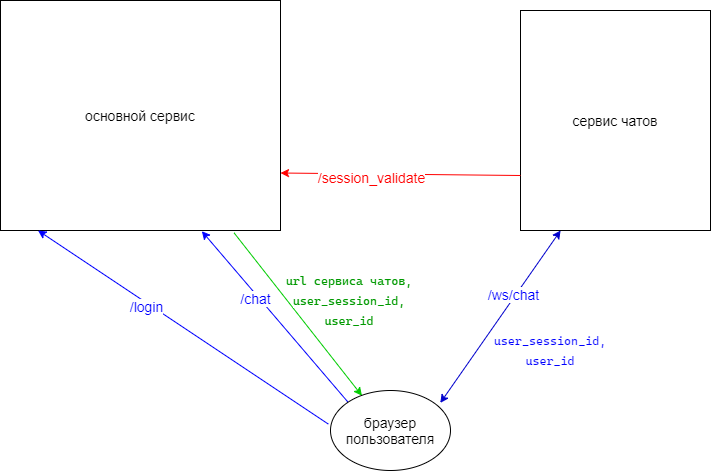 основной сервис
сервис чатов
/session_validate
url сервиса чатов,
/chat
user_session_id,
/ws/chat
/login
user_id
user_session_id,
user_id
браузер
пользователя